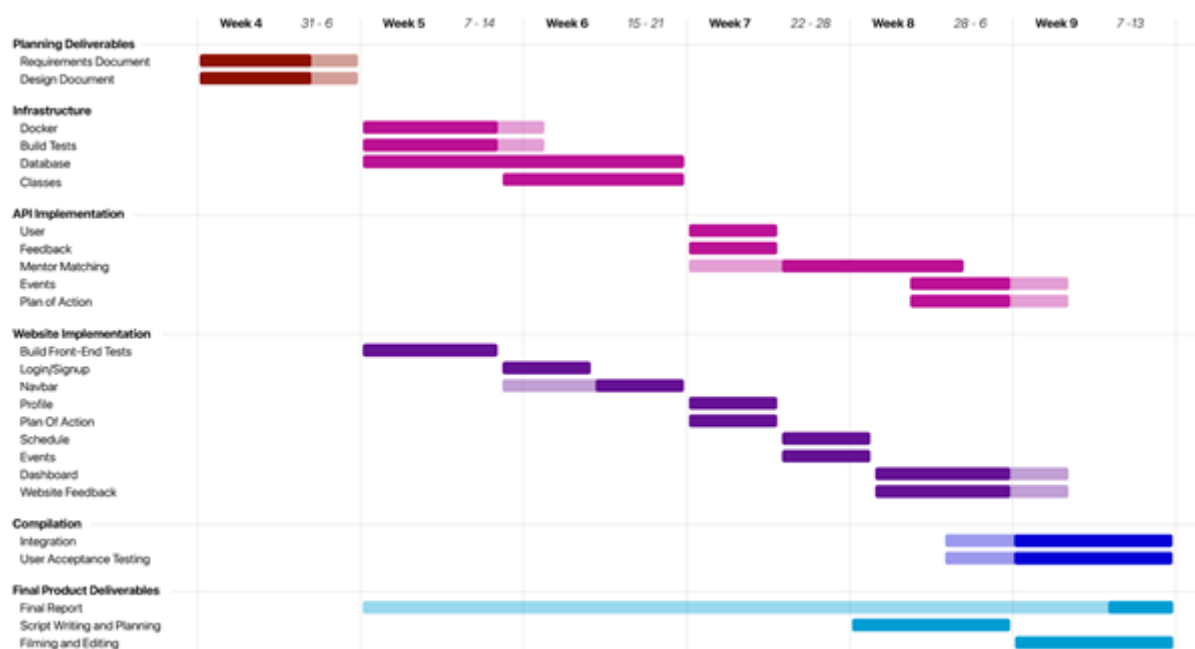 Week 4 31 - 6 Week 5 7 - 14 Week 6 15 - 21 Week 7 22 - 28 Week 8 28 - 6 Week 9 7 -13
Planning Deliverables
Requirements Document
Design Document
Infrastructure
Docker
Build Tests
Database
Classes
API Implementation
User
Feedback
Mentor Matching
Events
Plan of Action
Website Implementation
Build Front-End Tests
Login/Signup
Navbar
Profile
Plan Of Action
Schedule
Events
Dashboard
Website Feedback
Compilation
Integration
User Acceptance Testing
Final Product Deliverables
Final Report
Script Writing and Planning
Filming and Editing